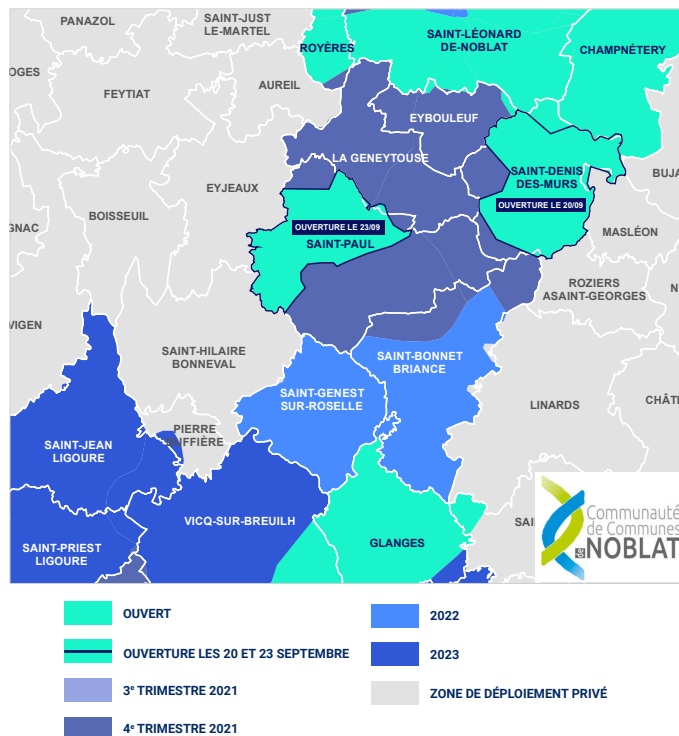 PANAZOL
SAINT-JUST
LE-MARTEL
ROYÈRES
SAINT-LÉONARD
DE-NOBLAT
CHAMPNÉTERY
OGES
FEYTIAT
AUREIL
EYBOULEUF
LA GENEYTOUSE
SAINT-DENIS
DES-MURS
BUJA
EYJEAUX
OUVERTURE LE 20/09
BOISSEUIL
GNAC
OUVERTURE LE 23/09
SAINT-PAUL
MASLÉON
ROZIERS
ASAINT-GEORGES
N
VIGEN
SAINT-HILAIRE
BONNEVAL
SAINT-BONNET
BRIANCE
SAINT-GENEST
SUR-ROSELLE
LINARDS
CHÂT
PIERRE
BUFFIÈRE
SAINT-JEAN
LIGOURE
VICQ-SUR-BREUILH
SAI
GLANGES
SAINT-PRIEST
LIGOURE
Communauté
de Communes
DE NOBLAT
OUVERT
2022
OUVERTURE LES 20 ET 23 SEPTEMBRE
2023
3e TRIMESTRE 2021
ZONE DE DÉPLOIEMENT PRIVÉ
4e TRIMESTRE 2021